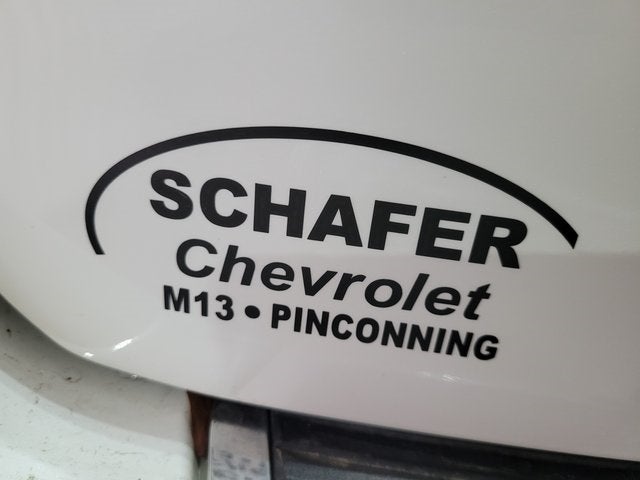 SCHAFER
Chevrolet
M13 • PINCONNING